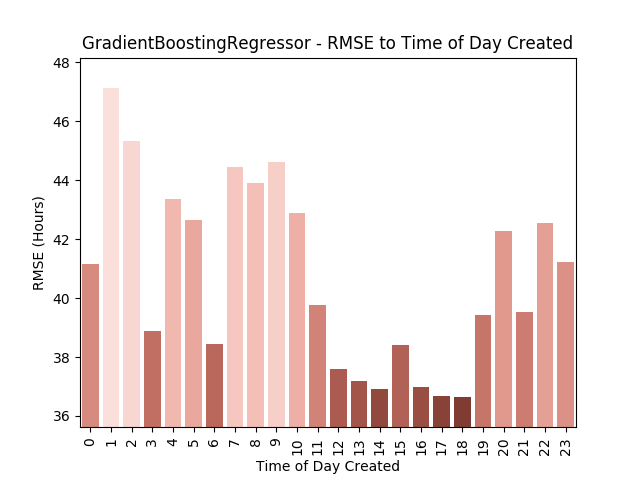 GradientBoostingRegressor - RMSE to Time of Day Created
48
46
44
42
40
38
36
RMSE (Hours)
0 1 2 3 4 5 6 7 8 9 10 11 12 13 14 15 16 17 18 19 20 21 22 23
Time of Day Created